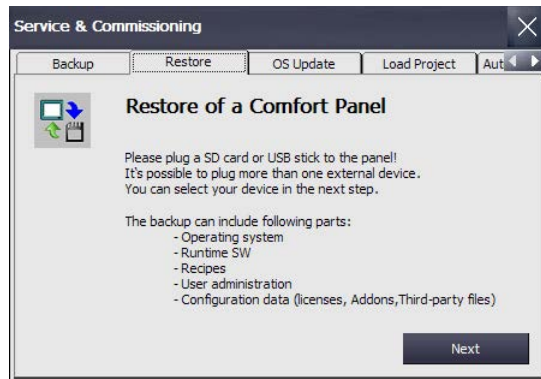 Service & Commissioning
Backup
Restore
OS Update
Load Project
Aut
Restore of a Comfort Panel
Please plug a SD card or USB stick to the panel!
It's possible to plug more than one external device.
You can select your device in the next step.
The backup can include following parts:
- Operating system
- Runtime SW
- Recipes
- User administration
- Configuration data (licenses, Addons,Third-party files)
Next